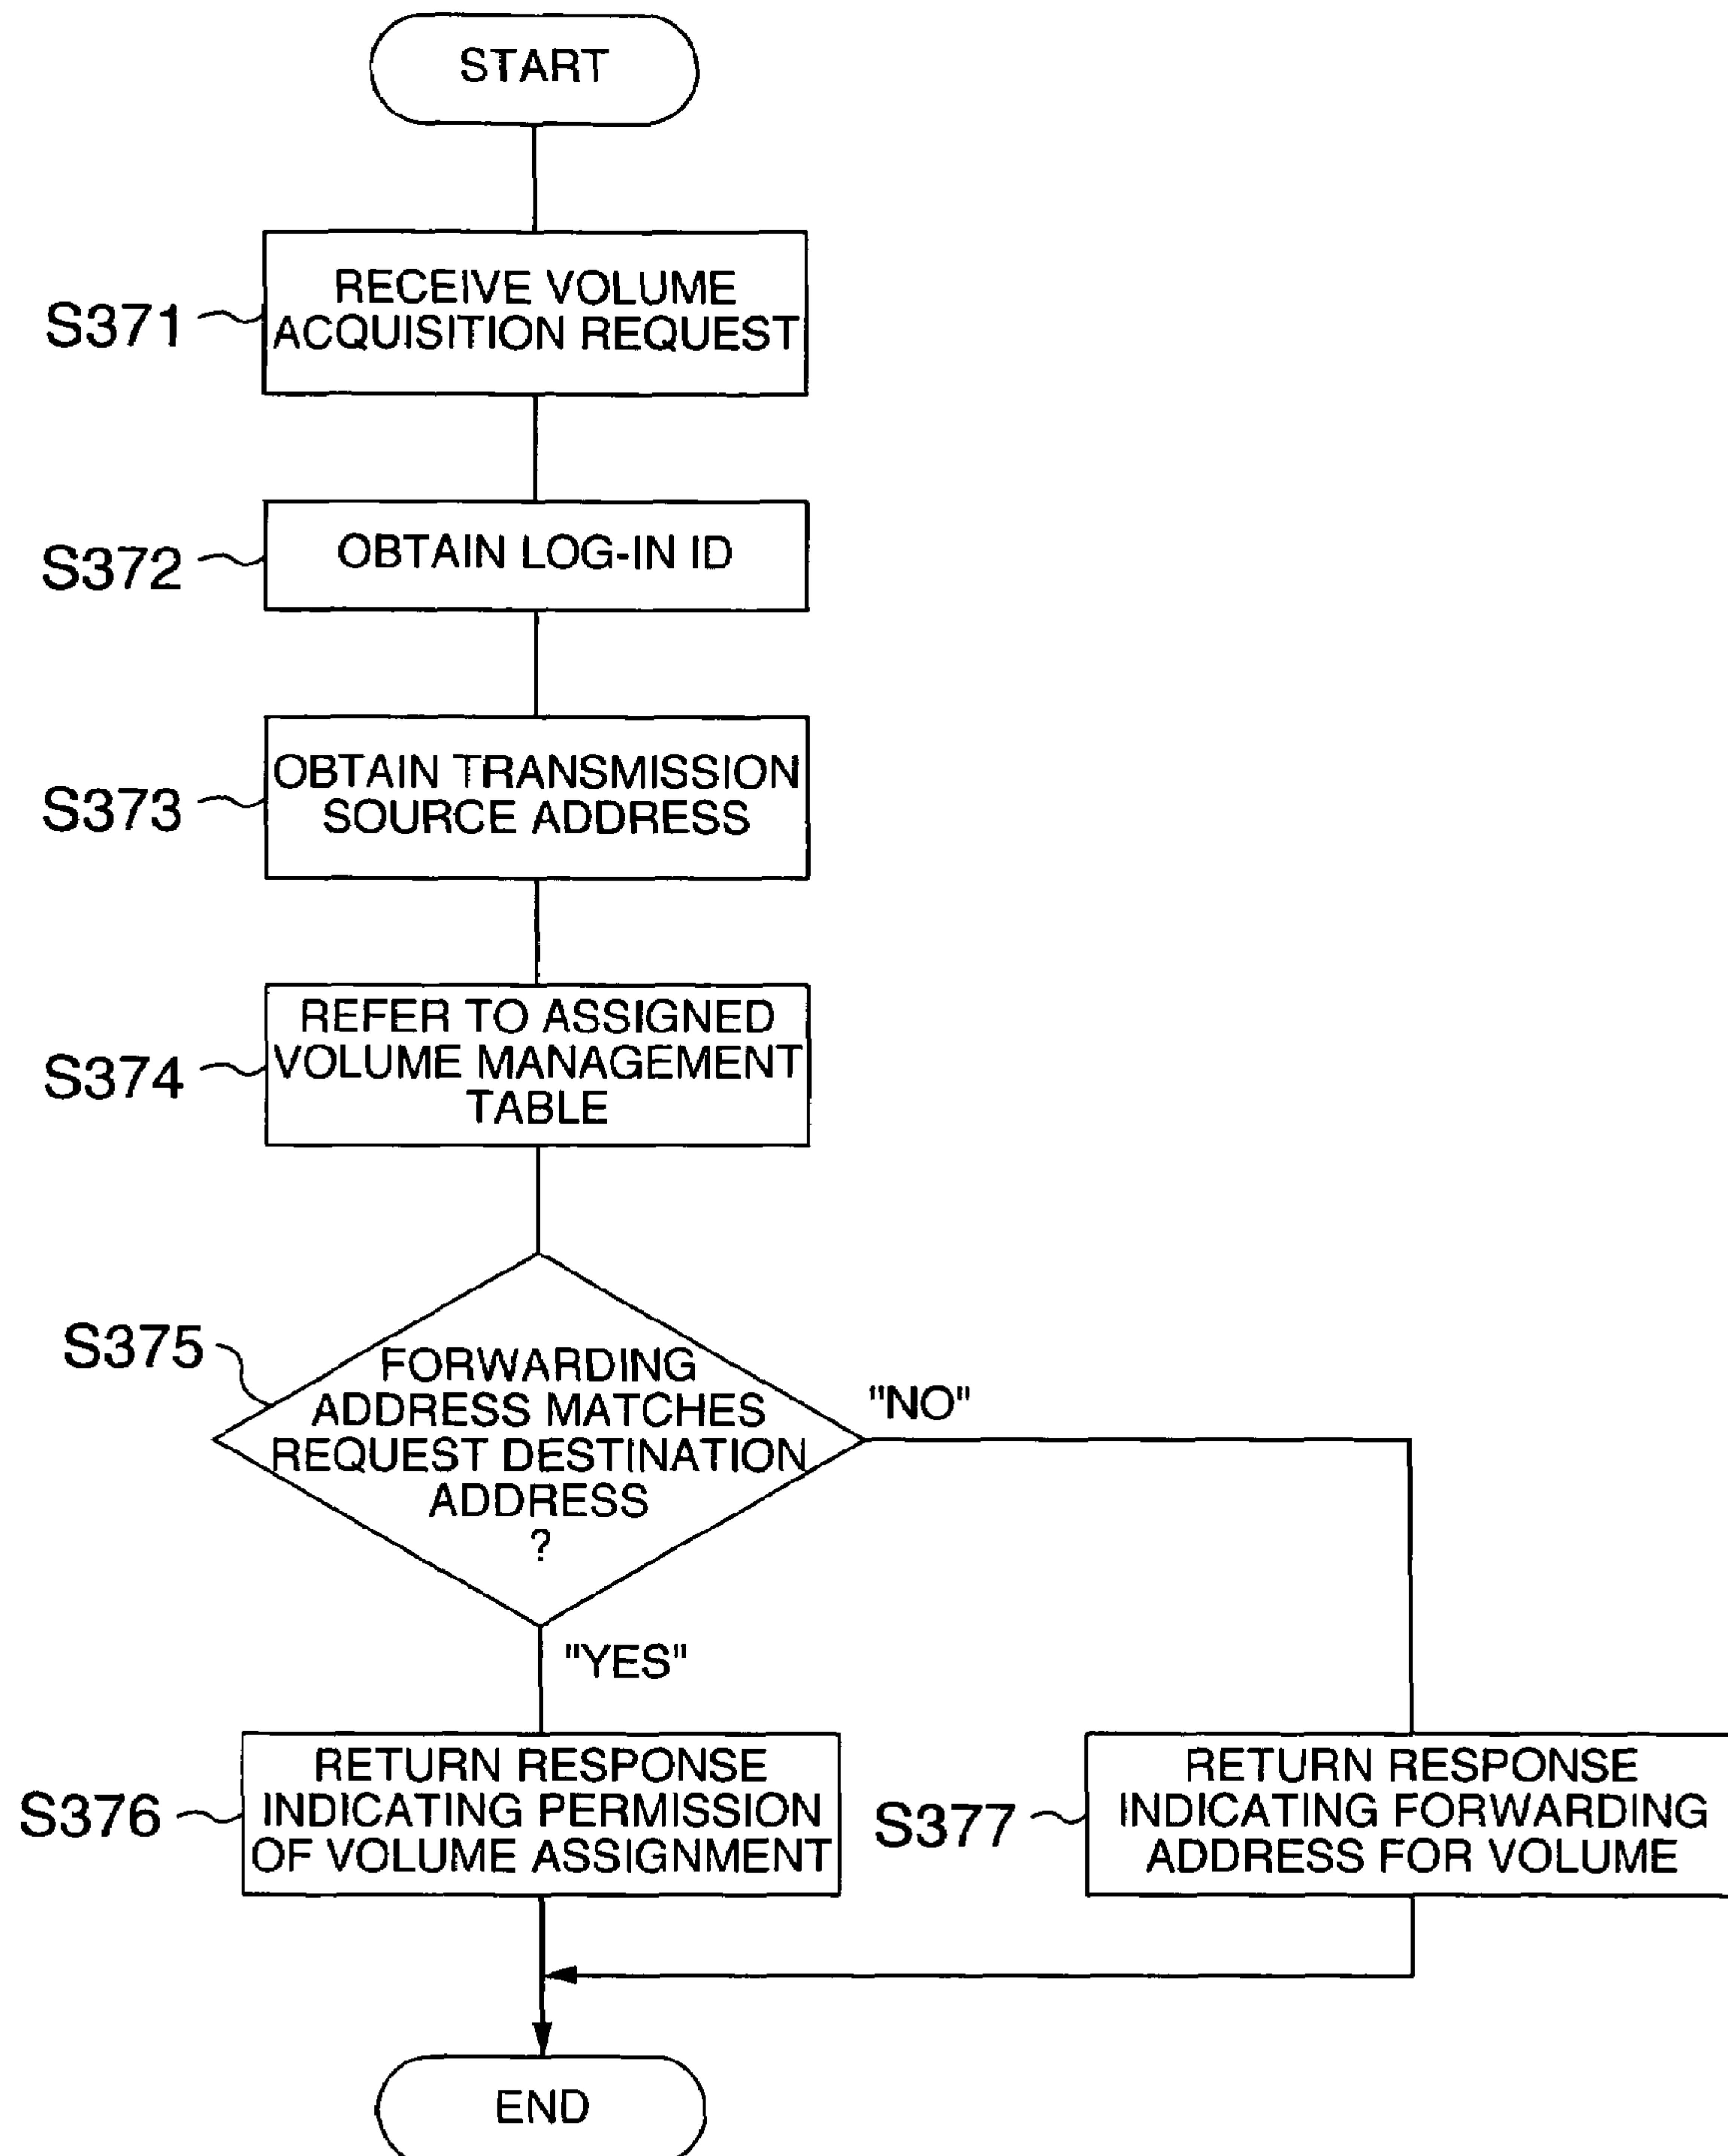 START
S371
RECEIVE VOLUME
ACQUISITION REQUEST
S372
OBTAIN LOG-IN ID
S373
OBTAIN TRANSMISSION
SOURCE ADDRESS
S374
REFER TO ASSIGNED
VOLUME MANAGEMENT
TABLE
S375
FORWARDING
ADDRESS MATCHES
REQUEST DESTINATION
ADDRESS
?
"NO"
"YES"
S376
RETURN RESPONSE
INDICATING PERMISSION
OF VOLUME ASSIGNMENT
S377
RETURN RESPONSE
INDICATING FORWARDING
ADDRESS FOR VOLUME
END